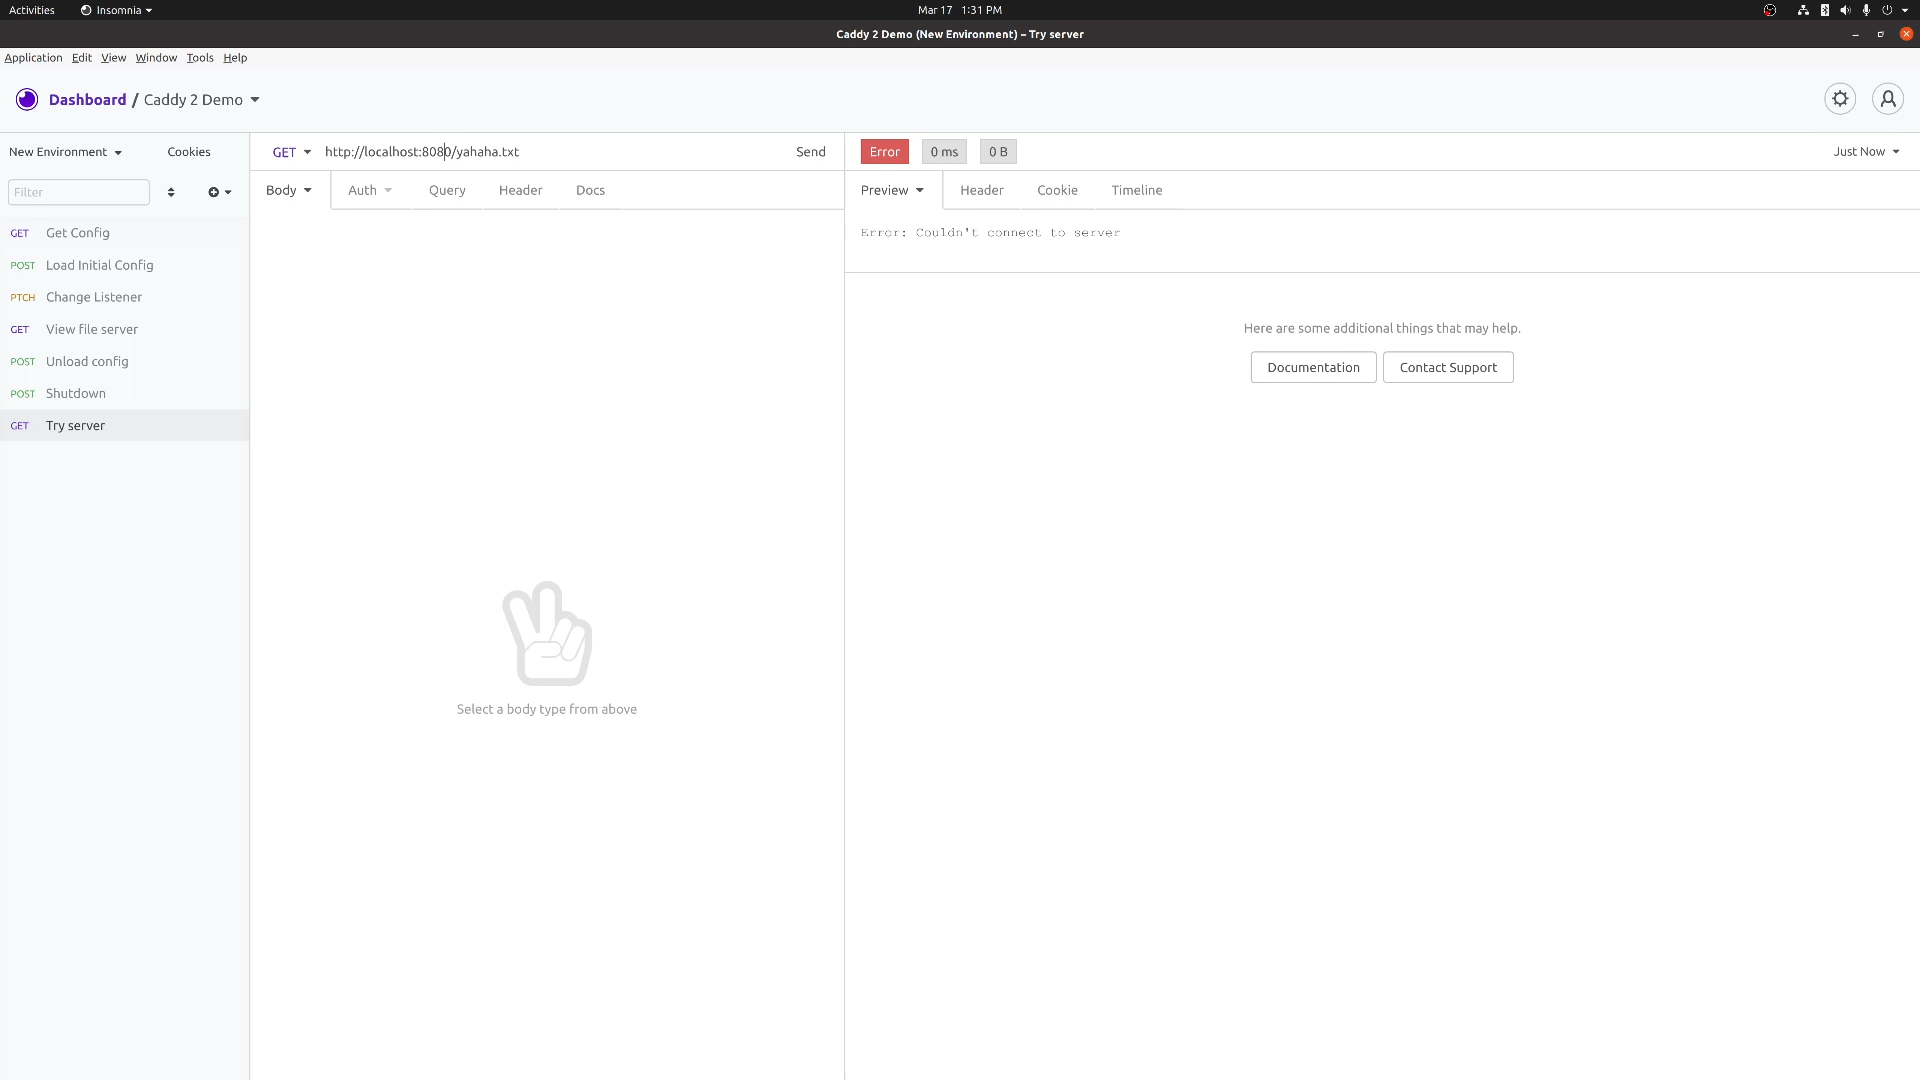 Activities Insomnia Mar 17 1:31 PM
Caddy 2 Demo (New Environment) – Try server
Application Edit View Window Tools Help
Dashboard / Caddy 2 Demo
New Environment Cookies
Filter
GET Get Config
POST Load Initial Config
PTCH Change Listener
GET View file server
POST Unload config
POST Shutdown
GET Try server
GET http://localhost:8080/yahaha.txt Send
Body Auth Query Header Docs
Select a body type from above
Error 0 ms 0 B Just Now
Preview Header Cookie Timeline
Error: Couldn't connect to server
Here are some additional things that may help.
Documentation Contact Support